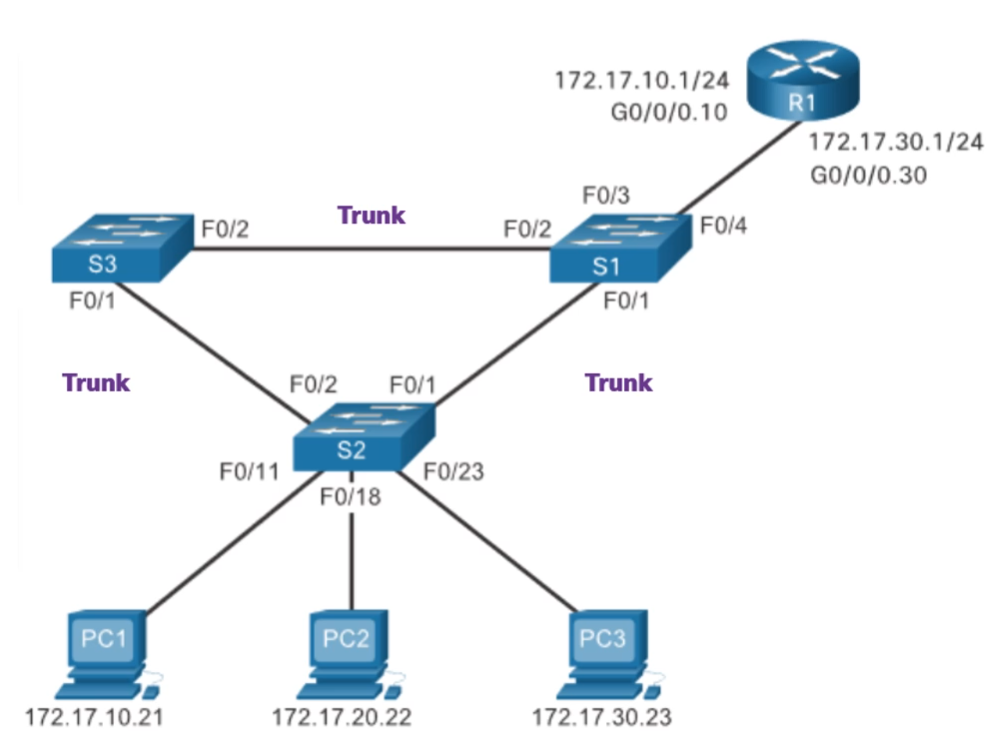 172.17.10.1/24
G0/0/0.10
R1
172.17.30.1/24
G0/0/0.30
F0/3
F0/2
Trunk
F0/2
F0/4
S3
S1
F0/1
F0/1
Trunk
F0/2
F0/1
Trunk
S2
F0/11
F0/23
F0/18
PC1
PC2
PC3
172.17.10.21
172.17.20.22
172.17.30.23